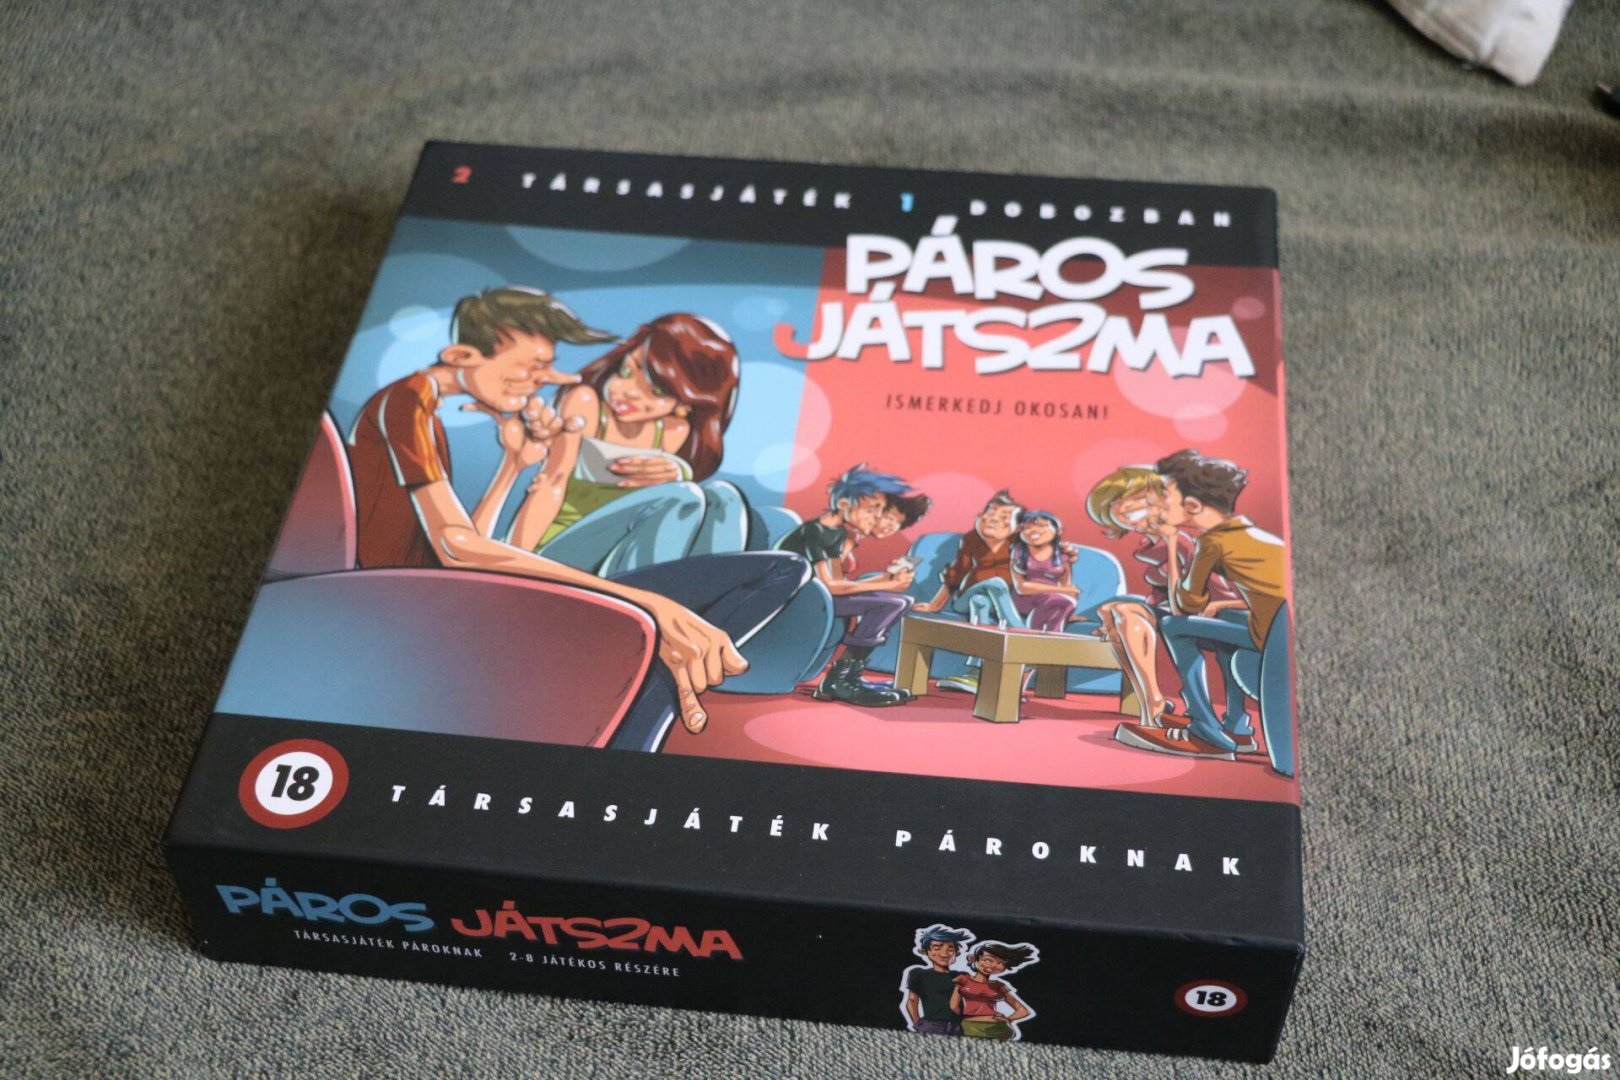 2 TÁRSASJÁTÉK 1 DOBOZBAN
PÁROS
JÁTS2MA
ISMERKEDJ OKOSAN!
18
TÁRSASJÁTÉK PÁROKNAK
PÁROS JÁTS2MA
TÁRSASJÁTÉK PÁROKNAK 2-8 JÁTÉKOS RÉSZÉRE
18
Jófogás